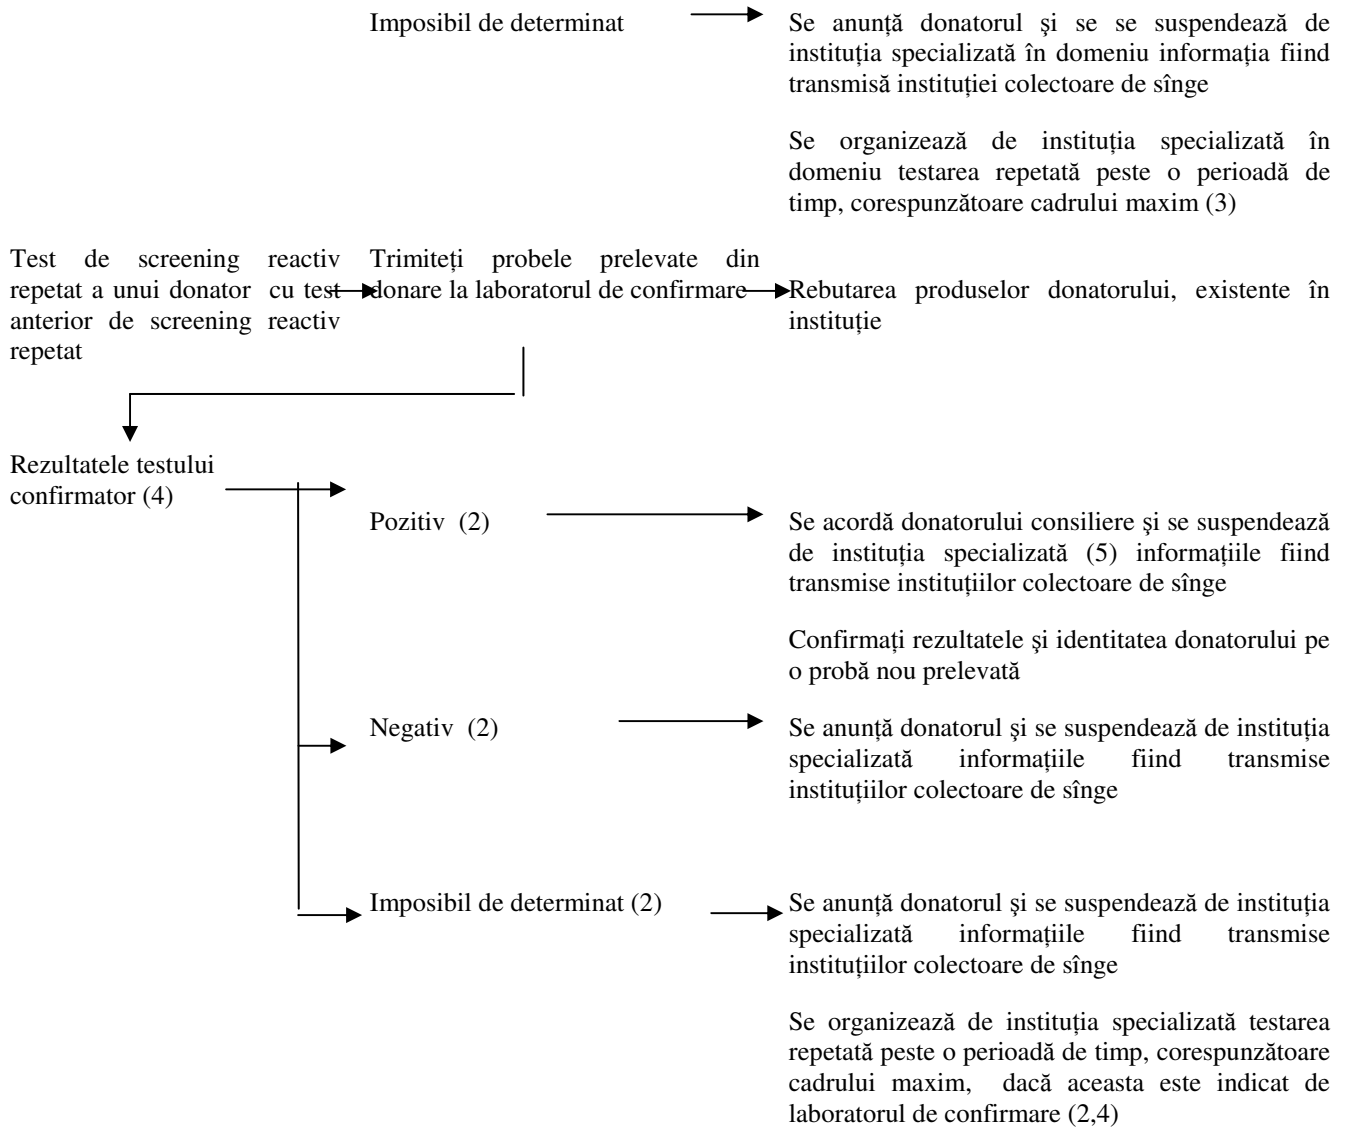 Imposibil de determinat
Se anunță donatorul şi se se suspendează de
instituția specializată în domeniu informația fiind
transmisă instituției colectoare de sînge
Se organizează de instituția specializată în
domeniu testarea repetată peste o perioadă de
timp, corespunzătoare cadrului maxim (3)
Test de screening reactiv
repetat a unui donator cu test
anterior de screening reactiv
repetat
Trimiteți probele prelevate din
donare la laboratorul de confirmare
Rebutarea produselor donatorului, existente în
instituție
Rezultatele testului
confirmator (4)
Pozitiv (2)
Se acordă donatorului consiliere şi se suspendează
de instituția specializată (5) informațiile fiind
transmise instituțiilor colectoare de sînge
Confirmați rezultatele şi identitatea donatorului pe
o probă nou prelevată
Negativ (2)
Se anunță donatorul şi se suspendează de instituția
specializată informațiile fiind transmise
instituțiilor colectoare de sînge
Imposibil de determinat (2)
Se anunță donatorul şi se suspendează de instituția
specializată informațiile fiind transmise
instituțiilor colectoare de sînge
Se organizează de instituția specializată testarea
repetată peste o perioadă de timp, corespunzătoare
cadrului maxim, dacă aceasta este indicat de
laboratorul de confirmare (2,4)